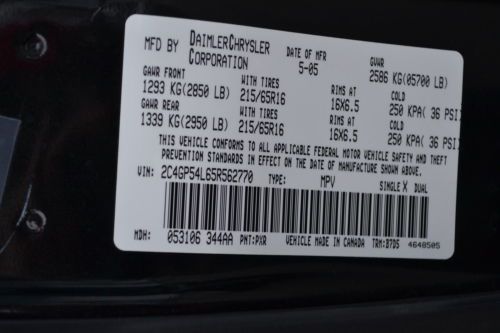 MFD BY DAIMLERCHRYSLER CORPORATION DATE OF MFR 5-05 GVWR 2586 KG(05700 LB)
GAWR FRONT WITH TIRES RIMS AT COLD
1293 KG(2850 LB) 215/65R16 16X6.5 250 KPA( 36 PSI
GAWR REAR WITH TIRES RIMS AT COLD
1339 KG(2950 LB) 215/65R16 16X6.5 250 KPA( 36 PSI
THIS VEHICLE CONFORMS TO ALL APPLICABLE FEDERAL MOTOR VEHICLE SAFETY, BUMPER, AND THEFT
PREVENTION STANDARDS IN EFFECT ON THE DATE OF MANUFACTURE SHOWN ABOVE.
VIN: 2C4GP54L65R562770 TYPE: MPV SINGLE X DUAL
MDH: 053106 344AA PNT: PXR VEHICLE MADE IN CANADA TRM: B7D5 4648505